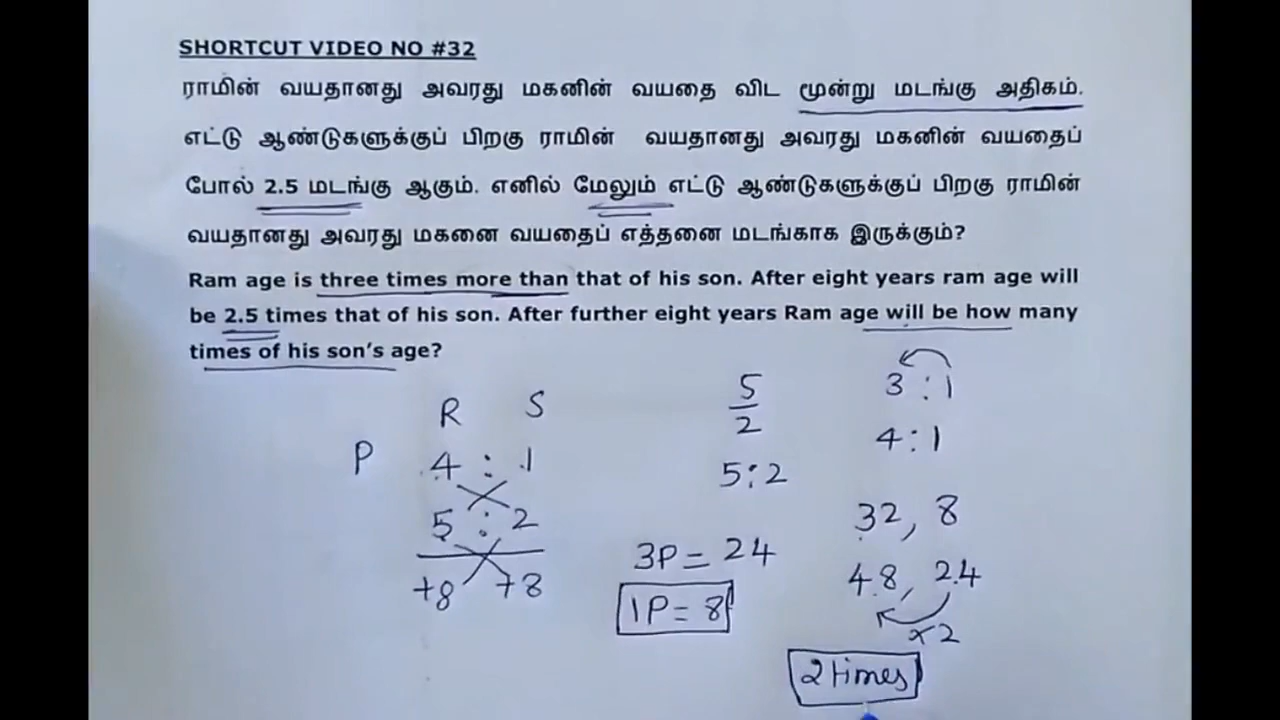 SHORTCUT VIDEO NO #32
ராமின் வயதானது அவரது மகனின் வயதை விட மூன்று மடங்கு அதிகம்.
எட்டு ஆண்டுகளுக்குப் பிறகு ராமின் வயதானது அவரது மகனின் வயதைப்
போல் 2.5 மடங்கு ஆகும். எனில் மேலும் எட்டு ஆண்டுகளுக்குப் பிறகு ராமின்
வயதானது அவரது மகனை வயதைப் எத்தனை மடங்காக இருக்கும்?
Ram age is three times more than that of his son. After eight years ram age will
be 2.5 times that of his son. After further eight years Ram age will be how many
times of his son's age?
R S
P 4 : 1
5 : 2
+8 +8
5
2
5:2
3P = 24
1P = 8
3 : 1
4 : 1
32, 8
48, 24
x2
2 times